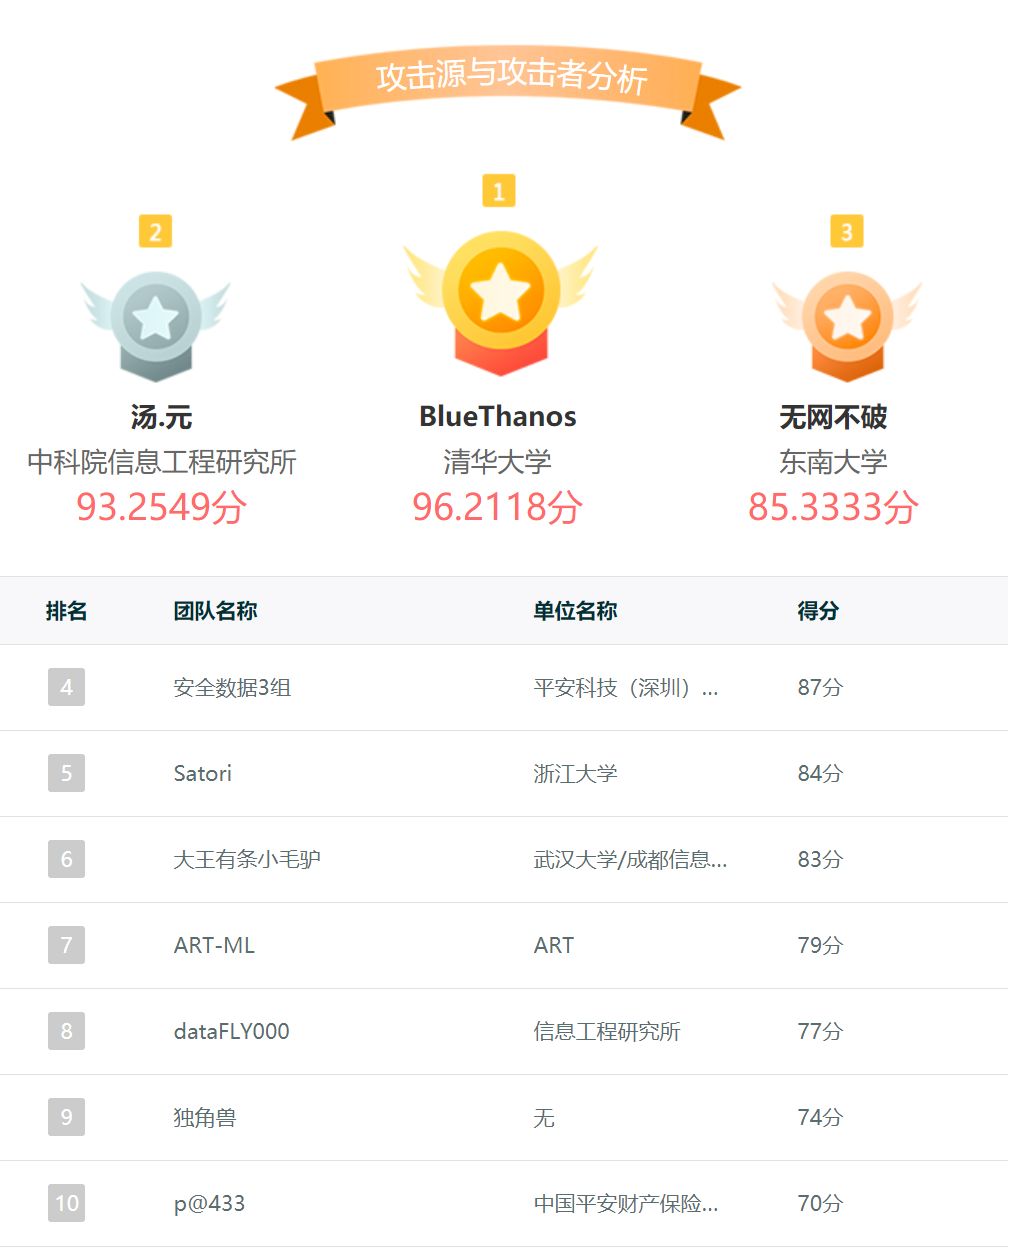 攻击源与攻击者分析
1
2
3
汤.元
BlueThanos
无网不破
中科院信息工程研究所
清华大学
东南大学
93.2549分
96.2118分
85.3333分
排名 团队名称 单位名称 得分
4 安全数据3组 平安科技（深圳）... 87分
5 Satori 浙江大学 84分
6 大王有条小毛驴 武汉大学/成都信息... 83分
7 ART-ML ART 79分
8 dataFLY000 信息工程研究所 77分
9 独角兽 无 74分
10 p@433 中国平安财产保险... 70分